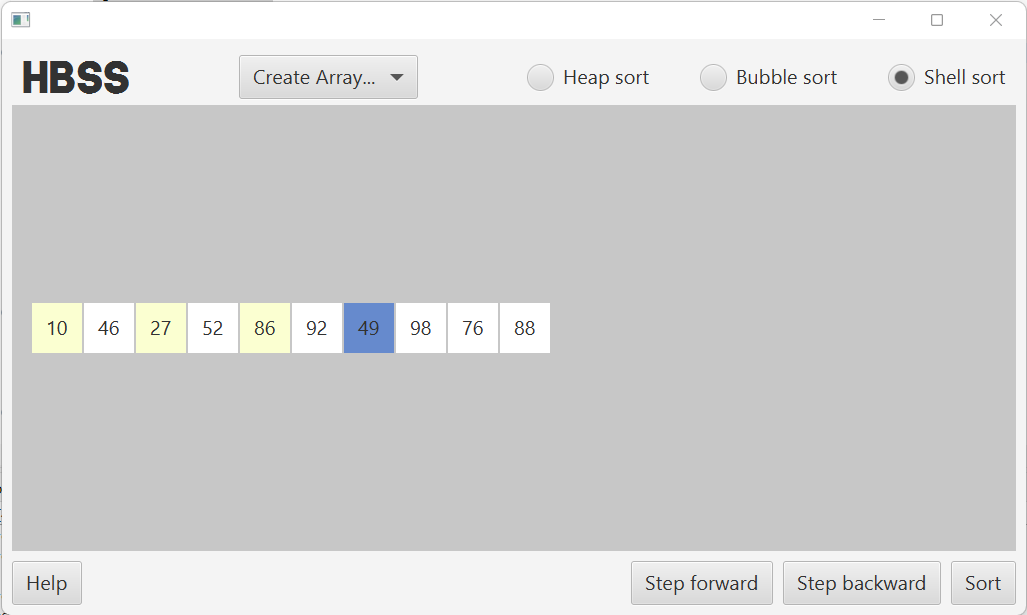 HBSS Create Array... Heap sort Bubble sort Shell sort
10 46 27 52 86 92 49 98 76 88
Help Step forward Step backward Sort